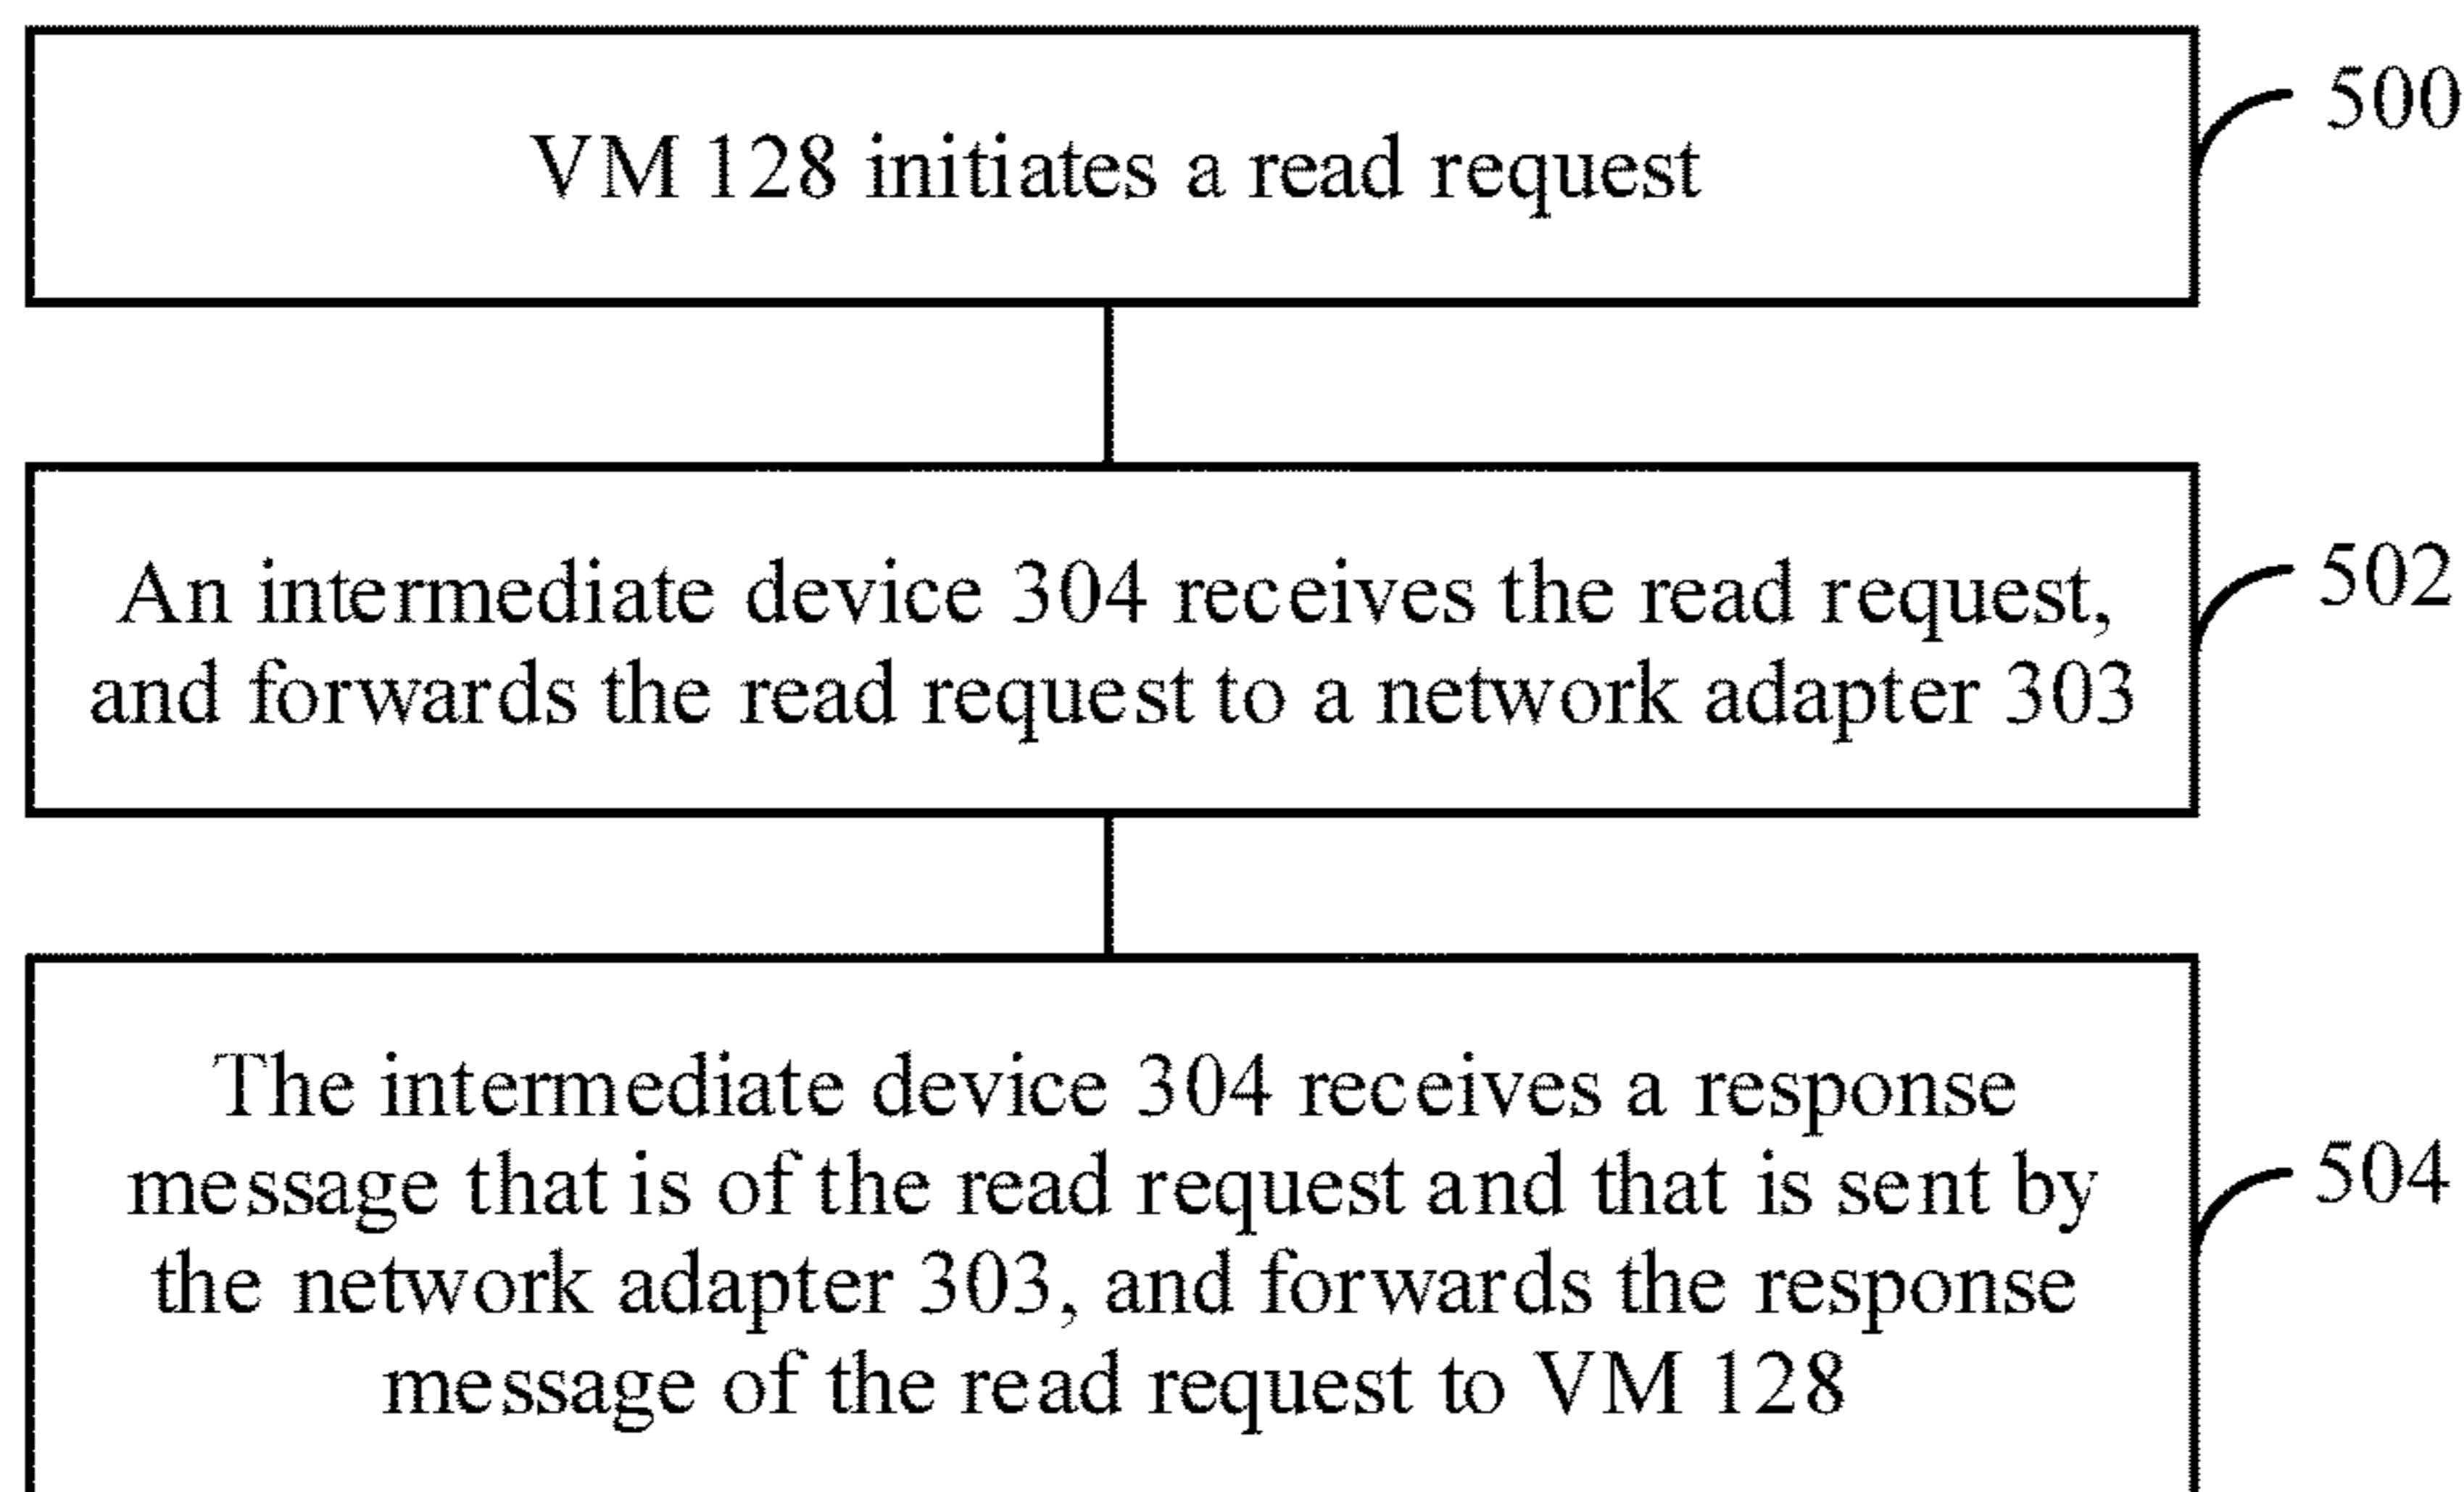 VM 128 initiates a read request
500
An intermediate device 304 receives the read request,
and forwards the read request to a network adapter 303
502
The intermediate device 304 receives a response
message that is of the read request and that is sent by
the network adapter 303, and forwards the response
message of the read request to VM 128
504